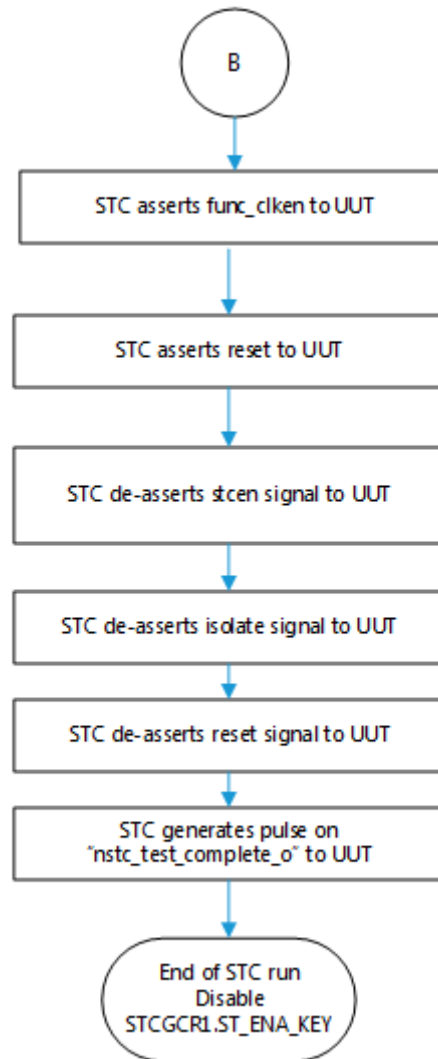 B
STC asserts func_clken to UUT
STC asserts reset to UUT
STC de-asserts stcen signal to UUT
STC de-asserts isolate signal to UUT
STC de-asserts reset signal to UUT
STC generates pulse on
"nstc_test_complete_o" to UUT
End of STC run
Disable
STCGCR1.ST_ENA_KEY